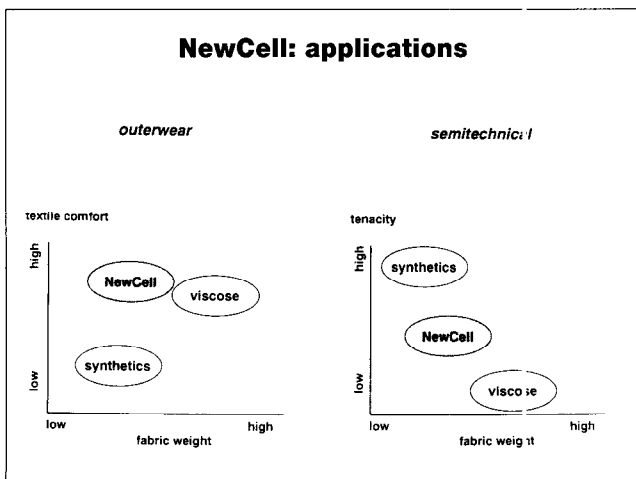 NewCell: applications
outerwear
semitechnical
textile comfort
high
low
NewCell
viscose
synthetics
low
high
fabric weight
tenacity
high
low
synthetics
NewCell
viscose
low
high
fabric weight